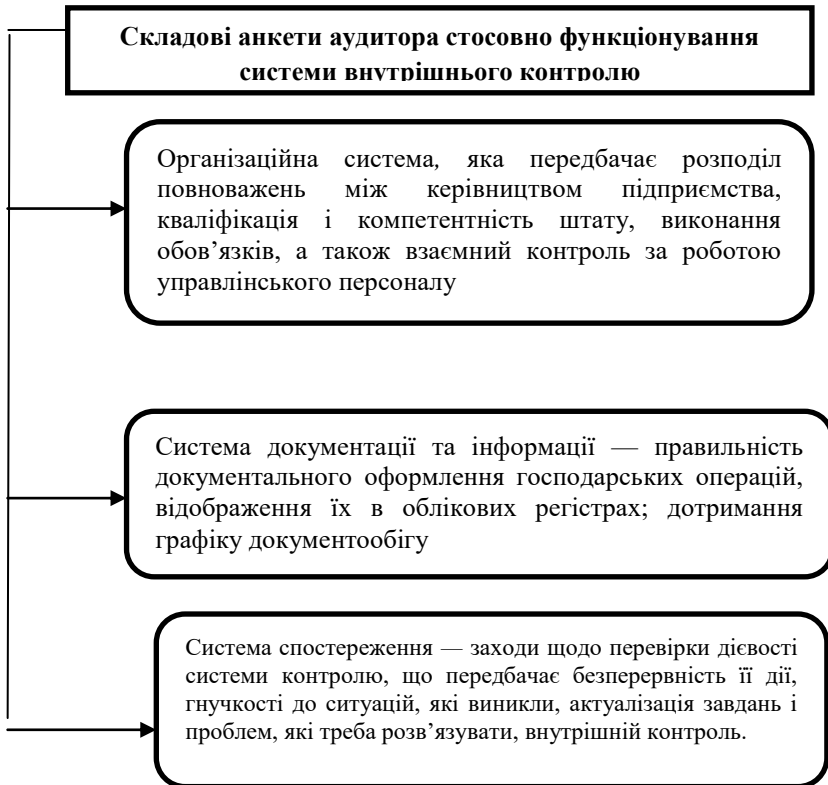 Складові анкети аудитора стосовно функціонування
системи внутрішнього контролю
Організаційна система, яка передбачає розподіл
повноважень між керівництвом підприємства,
кваліфікація і компетентність штату, виконання
обов’язків, а також взаємний контроль за роботою
управлінського персоналу
Система документації та інформації — правильність
документального оформлення господарських операцій,
відображення їх в облікових регістрах; дотримання
графіку документообігу
Система спостереження — заходи щодо перевірки дієвості
системи контролю, що передбачає безперервність її дії,
гнучкості до ситуацій, які виникли, актуалізація завдань і
проблем, які треба розв’язувати, внутрішній контроль.